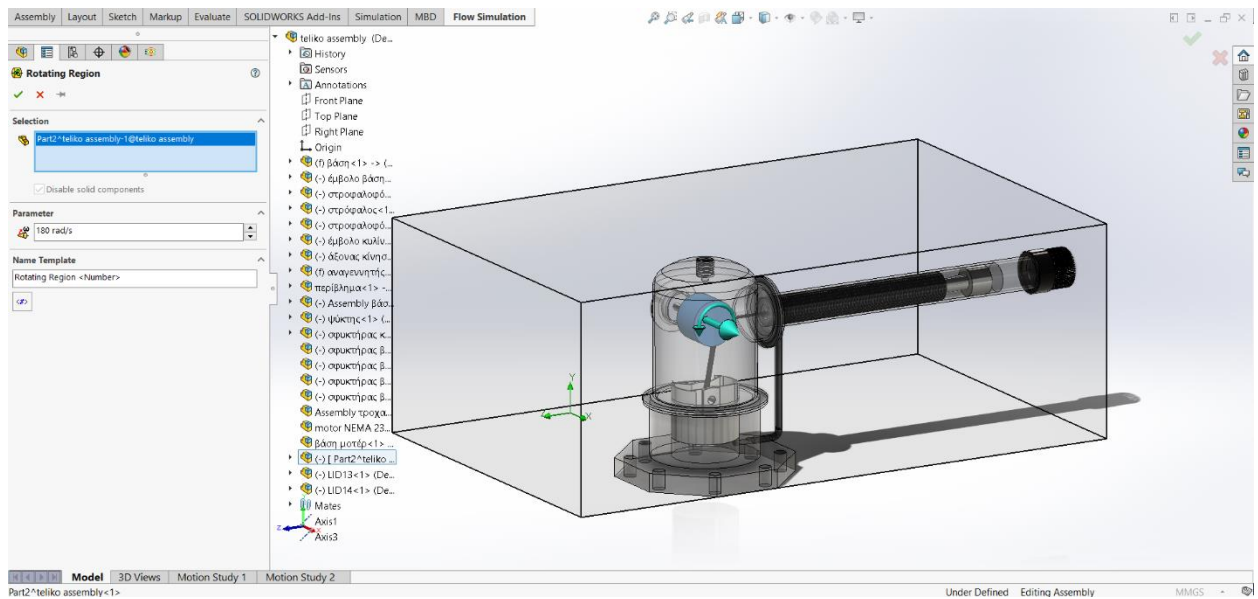 Assembly Layout Sketch Markup Evaluate SOLIDWORKS Add-Ins Simulation MBD Flow Simulation
Rotating Region
Selection
Part2^teliko assembly-1@teliko assembly
Disable solid components
Parameter
180 rad/s
Name Template
Rotating Region <Number>
teliko assembly (De...
History
Sensors
Annotations
Front Plane
Top Plane
Right Plane
Origin
(f) βάση<1> -> (...
(-) έμβολο βάση...
(-) στροφαλοφό...
(-) στρόφαλος<1...
(-) στροφαλοφό...
(-) έμβολο κυλίν...
(-) άξονας κίνησ...
(f) αναγεννητής...
περίβλημα<1> -...
(-) Assembly βάσ...
(-) ψύκτης<1> (...
(-) σφυκτήρας κ...
(-) σφυκτήρας β...
(-) σφυκτήρας β...
(-) σφυκτήρας β...
(-) σφυκτήρας β...
Assembly τροχα...
motor NEMA 23...
βάση μοτέρ<1> ...
(-) [ Part2^teliko ...
(-) LID13<1> (De...
(-) LID14<1> (De...
Mates
Axis1
Axis3
Y
X
Z
z
x
Model 3D Views Motion Study 1 Motion Study 2
Part2^teliko assembly<1>
Under Defined Editing Assembly MMGS